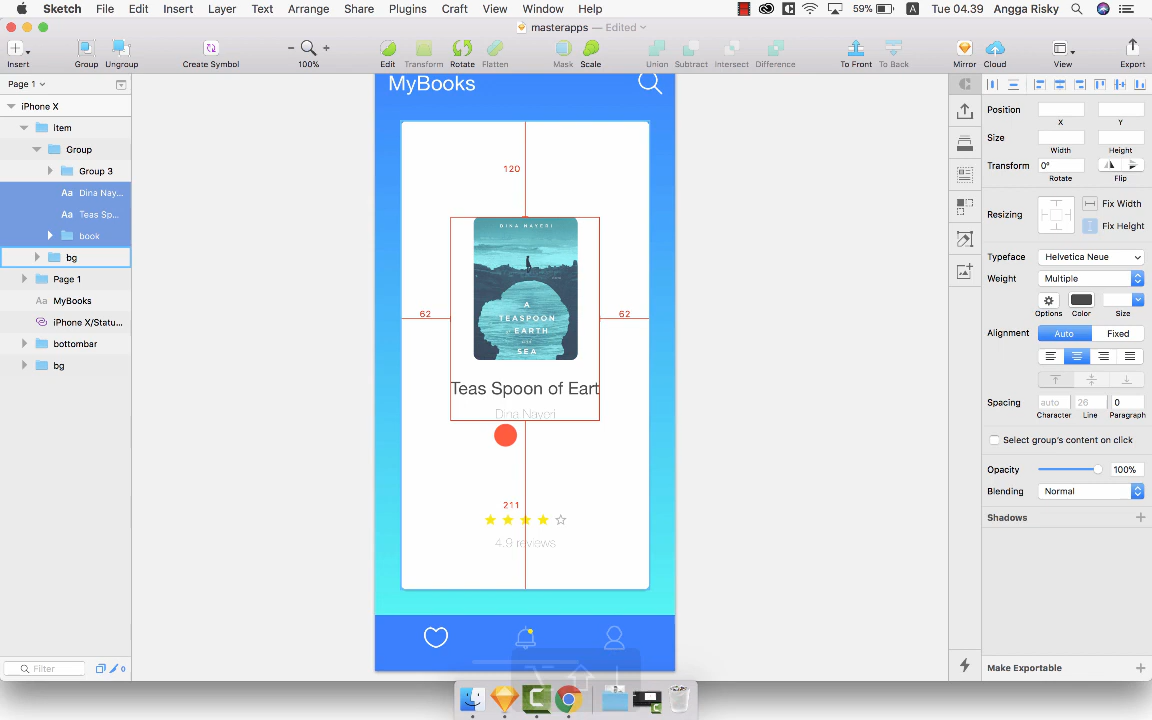 Sketch File Edit Insert Layer Text Arrange Share Plugins Craft View Window Help 59% A Tue 04.39 Angga Risky
masterapps — Edited
Insert Group Ungroup Create Symbol 100% Edit Transform Rotate Flatten Mask Scale Union Subtract Intersect Difference To Front To Back Mirror Cloud View Export
Page 1
iPhone X
Item
Group
Group 3
Aa Dina Nay...
Aa Teas Sp...
book
bg
Page 1
Aa MyBooks
iPhone X/Statu...
bottombar
bg
Filter 0
MyBooks
120
DINA NAYERI
A
TEASPOON
of EARTH
SEA
62
62
Teas Spoon of Eart
Dina Nayeri
211
4.9 reviews
Position
X Y
Size
Width Height
Transform 0°
Rotate Flip
Resizing Fix Width
Fix Height
Typeface Helvetica Neue
Weight Multiple
Options Color Size
Alignment Auto Fixed
Spacing auto 26 0
Character Line Paragraph
Select group's content on click
Opacity 100%
Blending Normal
Shadows
Make Exportable